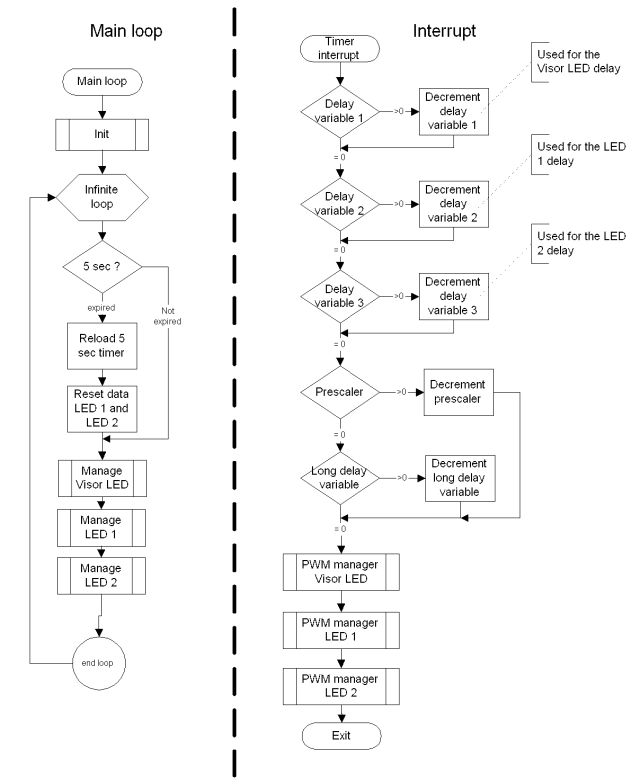 Main loop
Main loop
Init
Infinite
loop
5 sec ?
expired
Not
expired
Reload 5
sec timer
Reset data
LED 1 and
LED 2
Manage
Visor LED
Manage
LED 1
Manage
LED 2
end loop
Interrupt
Timer
interrupt
Used for the
Visor LED delay
Delay
variable 1
>0
Decrement
delay
variable 1
= 0
Used for the LED
1 delay
Delay
variable 2
>0
Decrement
delay
variable 2
= 0
Used for the LED
2 delay
Delay
variable 3
>0
Decrement
delay
variable 3
= 0
Prescaler
>0
Decrement
prescaler
= 0
Long delay
variable
>0
Decrement
long delay
variable
= 0
PWM manager
Visor LED
PWM manager
LED 1
PWM manager
LED 2
Exit